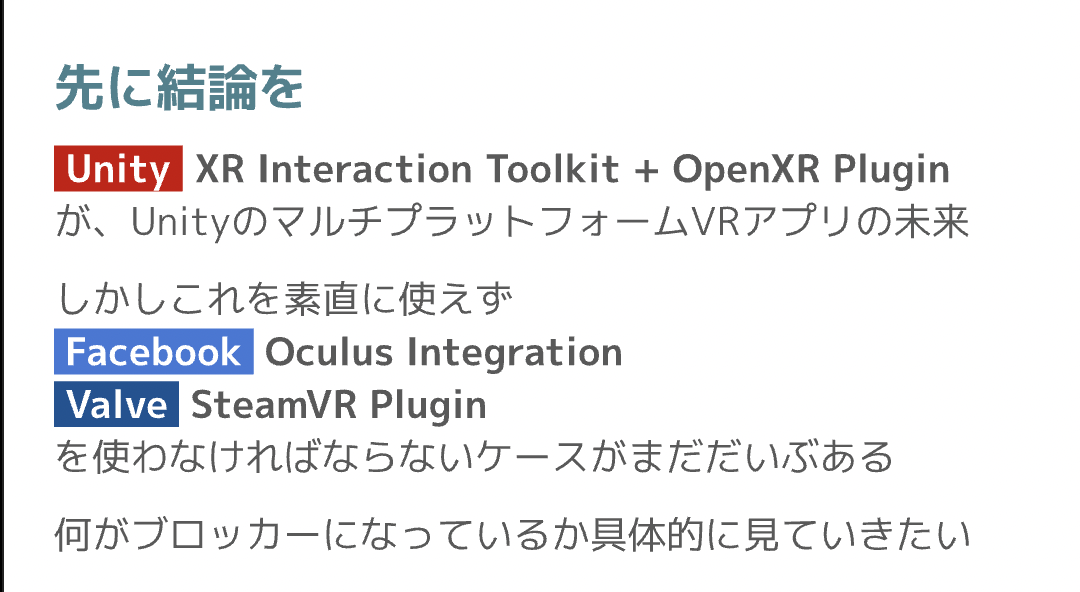 先に結論を
Unity XR Interaction Toolkit + OpenXR Plugin
が、UnityのマルチプラットフォームVRアプリの未来
しかしこれを素直に使えず
Facebook Oculus Integration
Valve SteamVR Plugin
を使わなければならないケースがまだだいぶある
何がブロッカーになっているか具体的に見ていきたい